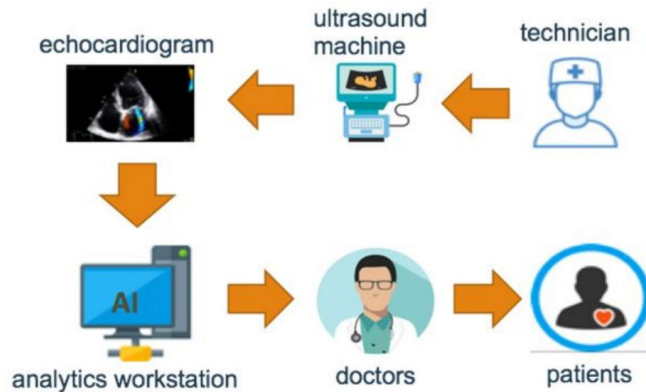 echocardiogram
ultrasound
machine
technician
AI
analytics workstation
doctors
patients